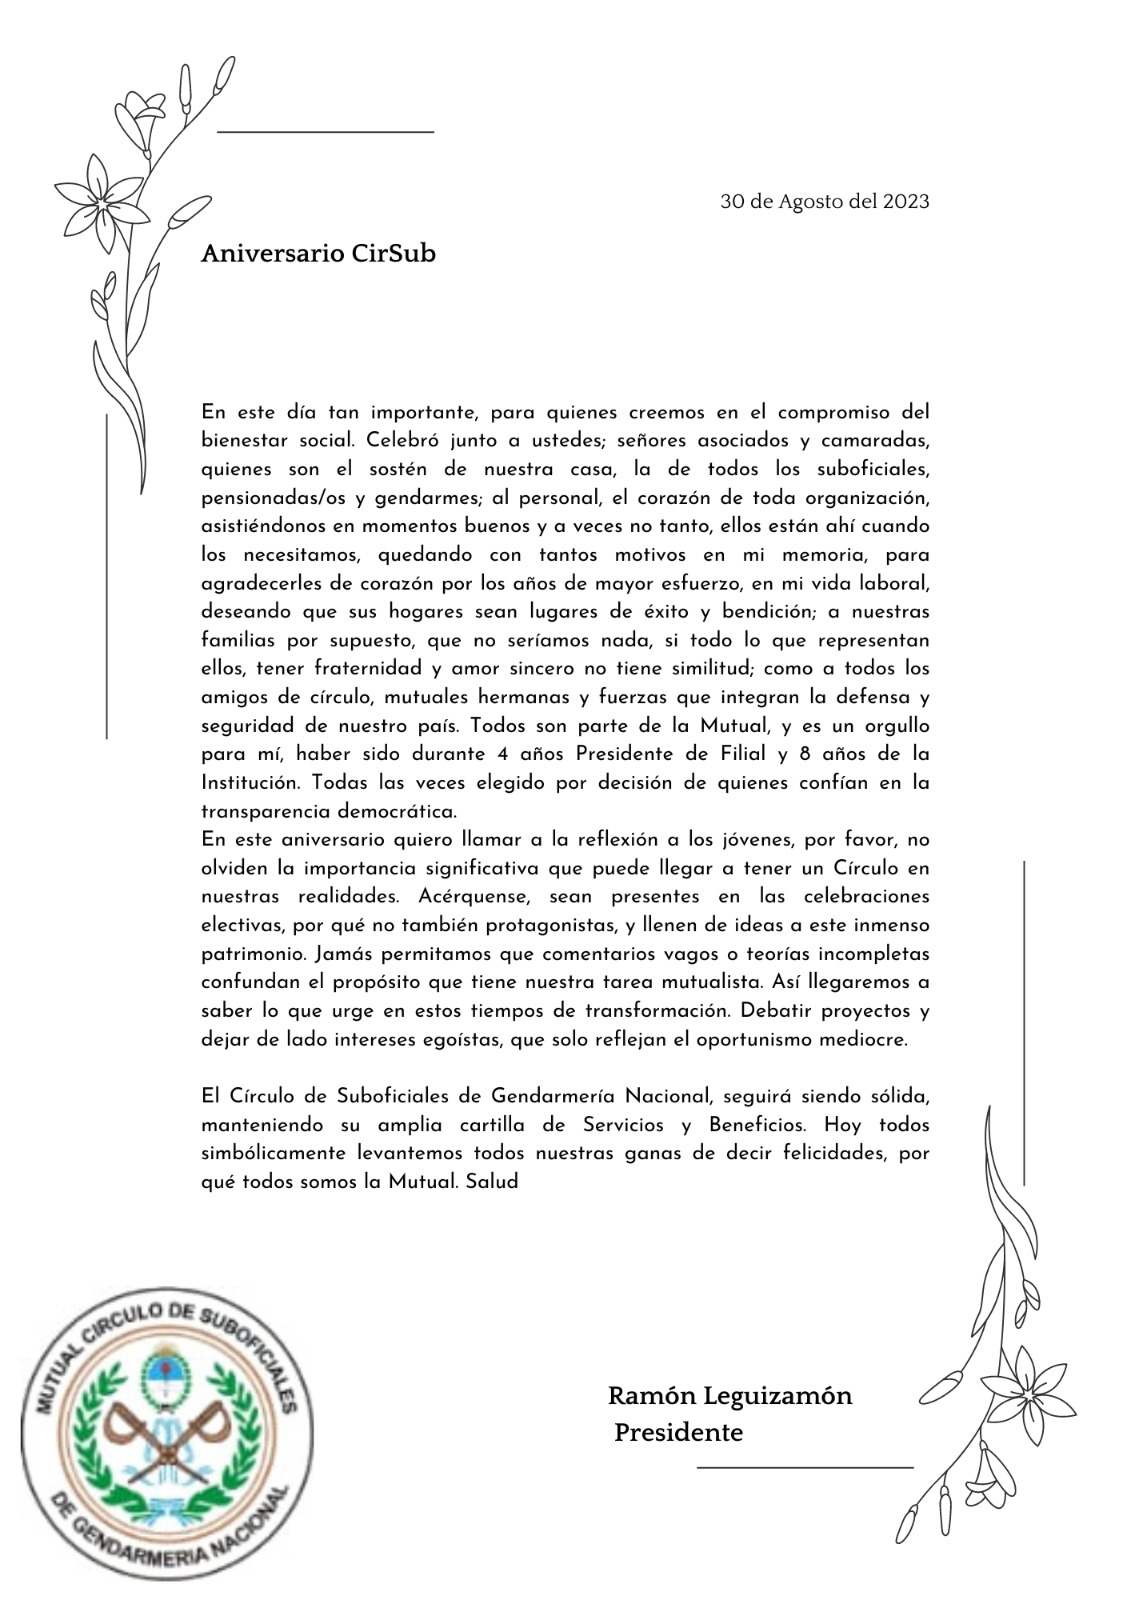 30 de Agosto del 2023
Aniversario CirSub
En este día tan importante, para quienes creemos en el compromiso del
bienestar social. Celebró junto a ustedes; señores asociados y camaradas,
quienes son el sostén de nuestra casa, la de todos los suboficiales,
pensionadas/os y gendarmes; al personal, el corazón de toda organización,
asistiéndonos en momentos buenos y a veces no tanto, ellos están ahí cuando
los necesitamos, quedando con tantos motivos en mi memoria, para
agradecerles de corazón por los años de mayor esfuerzo, en mi vida laboral,
deseando que sus hogares sean lugares de éxito y bendición; a nuestras
familias por supuesto, que no seríamos nada, si todo lo que representan
ellos, tener fraternidad y amor sincero no tiene similitud; como a todos los
amigos de círculo, mutuales hermanas y fuerzas que integran la defensa y
seguridad de nuestro país. Todos son parte de la Mutual, y es un orgullo
para mí, haber sido durante 4 años Presidente de Filial y 8 años de la
Institución. Todas las veces elegido por decisión de quienes confían en la
transparencia democrática.
En este aniversario quiero llamar a la reflexión a los jóvenes, por favor, no
olviden la importancia significativa que puede llegar a tener un Círculo en
nuestras realidades. Acérquense, sean presentes en las celebraciones
electivas, por qué no también protagonistas, y llenen de ideas a este inmenso
patrimonio. Jamás permitamos que comentarios vagos o teorías incompletas
confundan el propósito que tiene nuestra tarea mutualista. Así llegaremos a
saber lo que urge en estos tiempos de transformación. Debatir proyectos y
dejar de lado intereses egoístas, que solo reflejan el oportunismo mediocre.
El Círculo de Suboficiales de Gendarmería Nacional, seguirá siendo sólida,
manteniendo su amplia cartilla de Servicios y Beneficios. Hoy todos
simbólicamente levantemos todos nuestras ganas de decir felicidades, por
qué todos somos la Mutual. Salud
MUTUAL CIRCULO DE SUBOFICIALES
DE GENDARMERIA NACIONAL
Ramón Leguizamón
Presidente